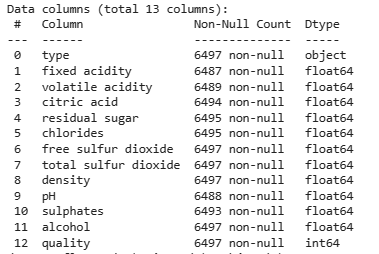 Data columns (total 13 columns):
# Column Non-Null Count Dtype
--- ------ -------------- -----
0 type 6497 non-null object
1 fixed acidity 6487 non-null float64
2 volatile acidity 6489 non-null float64
3 citric acid 6494 non-null float64
4 residual sugar 6495 non-null float64
5 chlorides 6495 non-null float64
6 free sulfur dioxide 6497 non-null float64
7 total sulfur dioxide 6497 non-null float64
8 density 6497 non-null float64
9 pH 6488 non-null float64
10 sulphates 6493 non-null float64
11 alcohol 6497 non-null float64
12 quality 6497 non-null int64